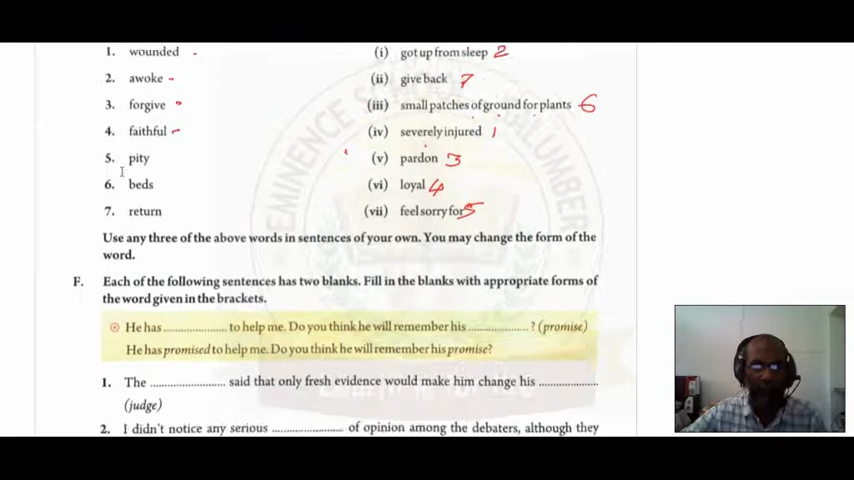 1. wounded - (i) got up from sleep 2
2. awoke - (ii) give back 7
3. forgive - (iii) small patches of ground for plants 6
4. faithful - (iv) severely injured 1
5. pity (v) pardon 3
6. beds (vi) loyal 4
7. return (vii) feel sorry for 5
Use any three of the above words in sentences of your own. You may change the form of the
word.
F. Each of the following sentences has two blanks. Fill in the blanks with appropriate forms of
the word given in the brackets.
He has ........................ to help me. Do you think he will remember his ........................ ? (promise)
He has promised to help me. Do you think he will remember his promise?
1. The ........................ said that only fresh evidence would make him change his ........................
(judge)
2. I didn't notice any serious ........................ of opinion among the debaters, although they
EMINENCE SCHOOL